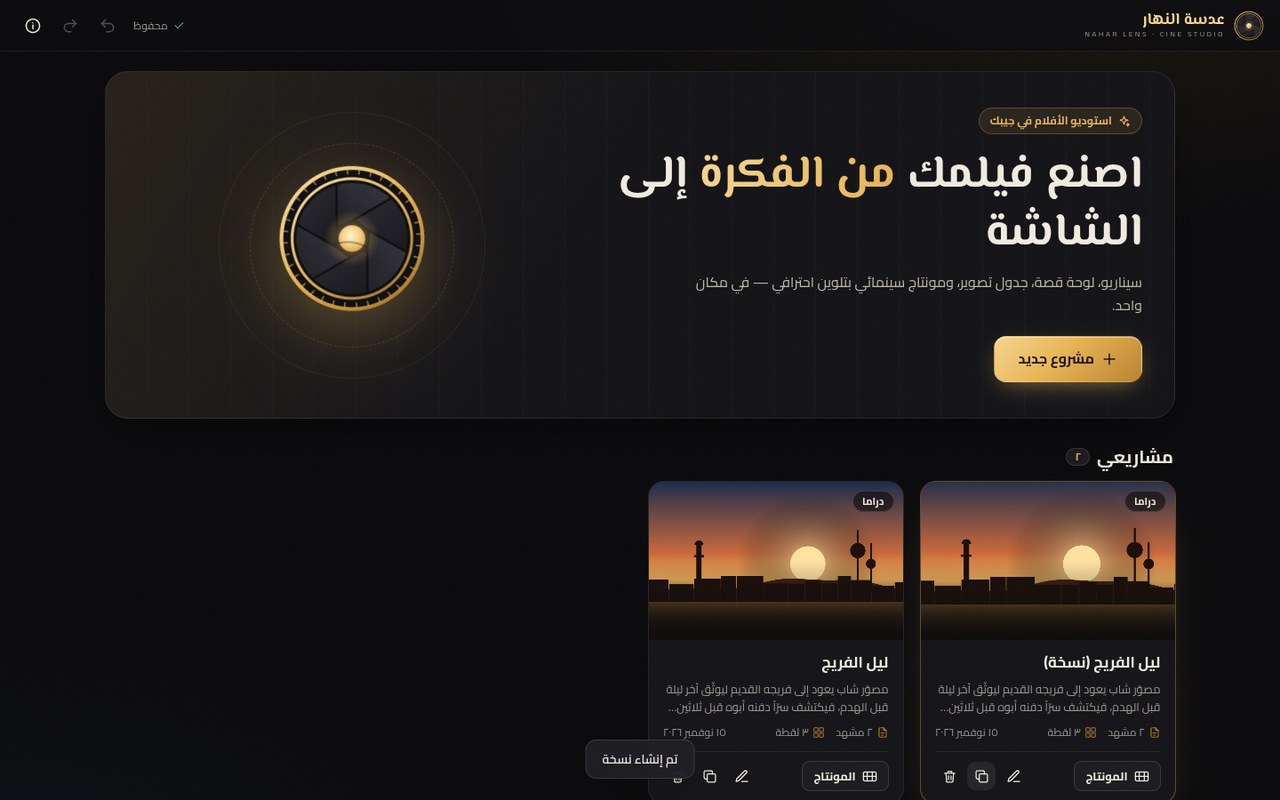 عدسة النهار
NAHAR LENS · CINE STUDIO
محفوظ
استوديو الأفلام في جيبك
اصنع فيلمك من الفكرة إلى
الشاشة
سيناريو، لوحة قصة، جدول تصوير، ومونتاج سينمائي بتلوين احترافي — في مكان
واحد.
مشروع جديد
مشاريعي ٢
دراما
ليل الفريج (نسخة)
مصوّر شاب يعود إلى فريجه القديم ليوثّق آخر ليلة
قبل الهدم، فيكتشف سرّاً دفنه أبوه قبل ثلاثين...
٢ مشهد ٣ لقطة ١٥ نوفمبر ٢٠٢٦
المونتاج
دراما
ليل الفريج
مصوّر شاب يعود إلى فريجه القديم ليوثّق آخر ليلة
قبل الهدم، فيكتشف سرّاً دفنه أبوه قبل ثلاثين...
٢ مشهد ٣ لقطة ١٥ نوفمبر ٢٠٢٦
المونتاج
تم إنشاء نسخة